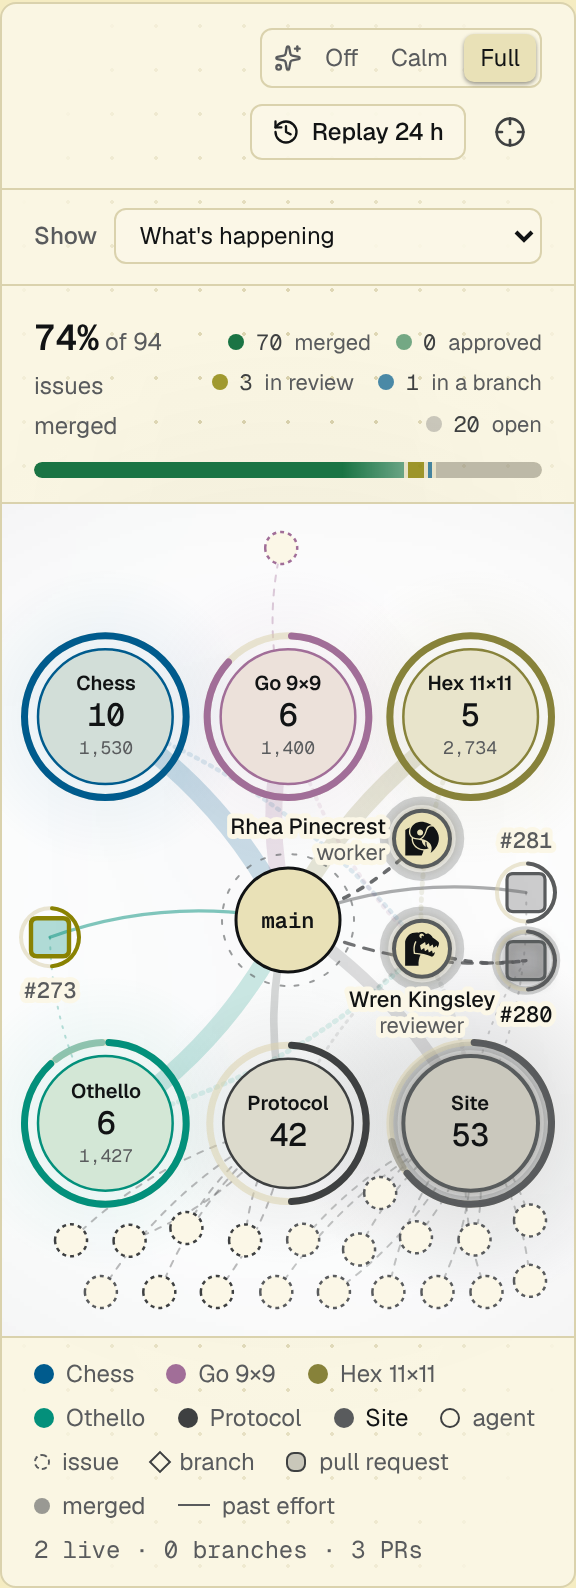 Off Calm Full
Replay 24 h
Show What's happening
74% of 94
issues
merged
70 merged 0 approved
3 in review 1 in a branch
20 open
Chess
10
1,530
Go 9×9
6
1,400
Hex 11×11
5
2,734
Rhea Pinecrest
worker
#281
main
#273
Wren Kingsley
reviewer
#280
Othello
6
1,427
Protocol
42
Site
53
Chess Go 9×9 Hex 11×11
Othello Protocol Site agent
issue branch pull request
merged past effort
2 live · 0 branches · 3 PRs